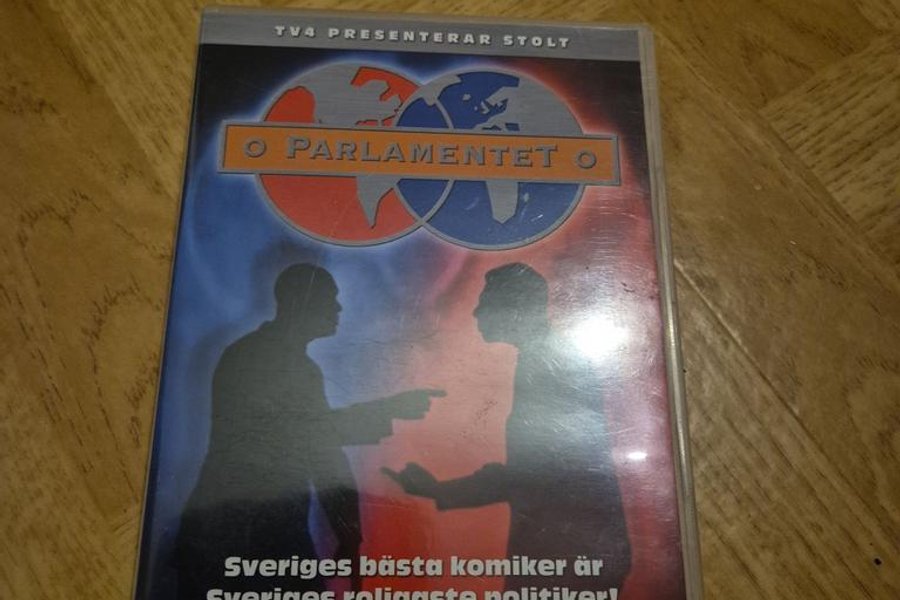 TV4 PRESENTERAR STOLT
PARLAMENTET
Sveriges bästa komiker är
Sveriges roligaste politiker!